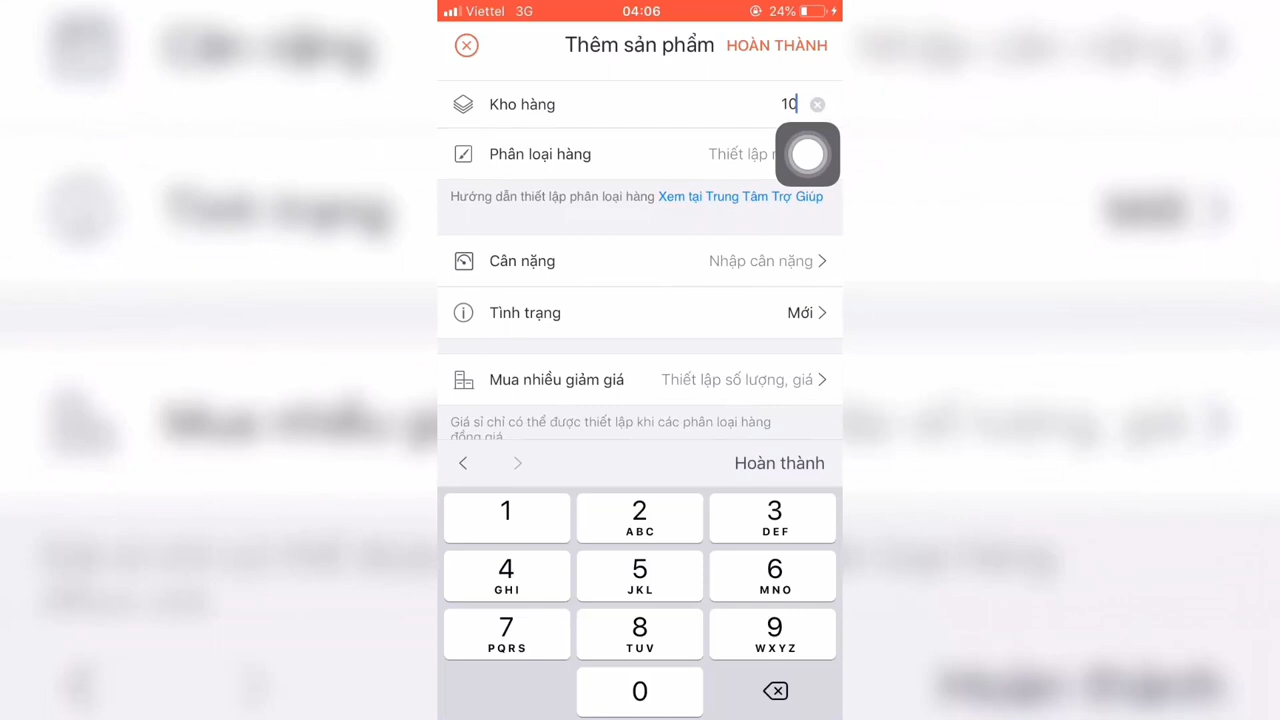 Viettel 3G 04:06 24%
Thêm sản phẩm HOÀN THÀNH
Kho hàng 10
Phân loại hàng Thiết lập
Hướng dẫn thiết lập phân loại hàng Xem tại Trung Tâm Trợ Giúp
Cân nặng Nhập cân nặng
Tình trạng Mới
Mua nhiều giảm giá Thiết lập số lượng, giá
Giá sỉ chỉ có thể được thiết lập khi các phân loại hàng
đồng giá
Hoàn thành
1 2 3
ABC DEF
4 5 6
GHI JKL MNO
7 8 9
PQRS TUV WXYZ
0